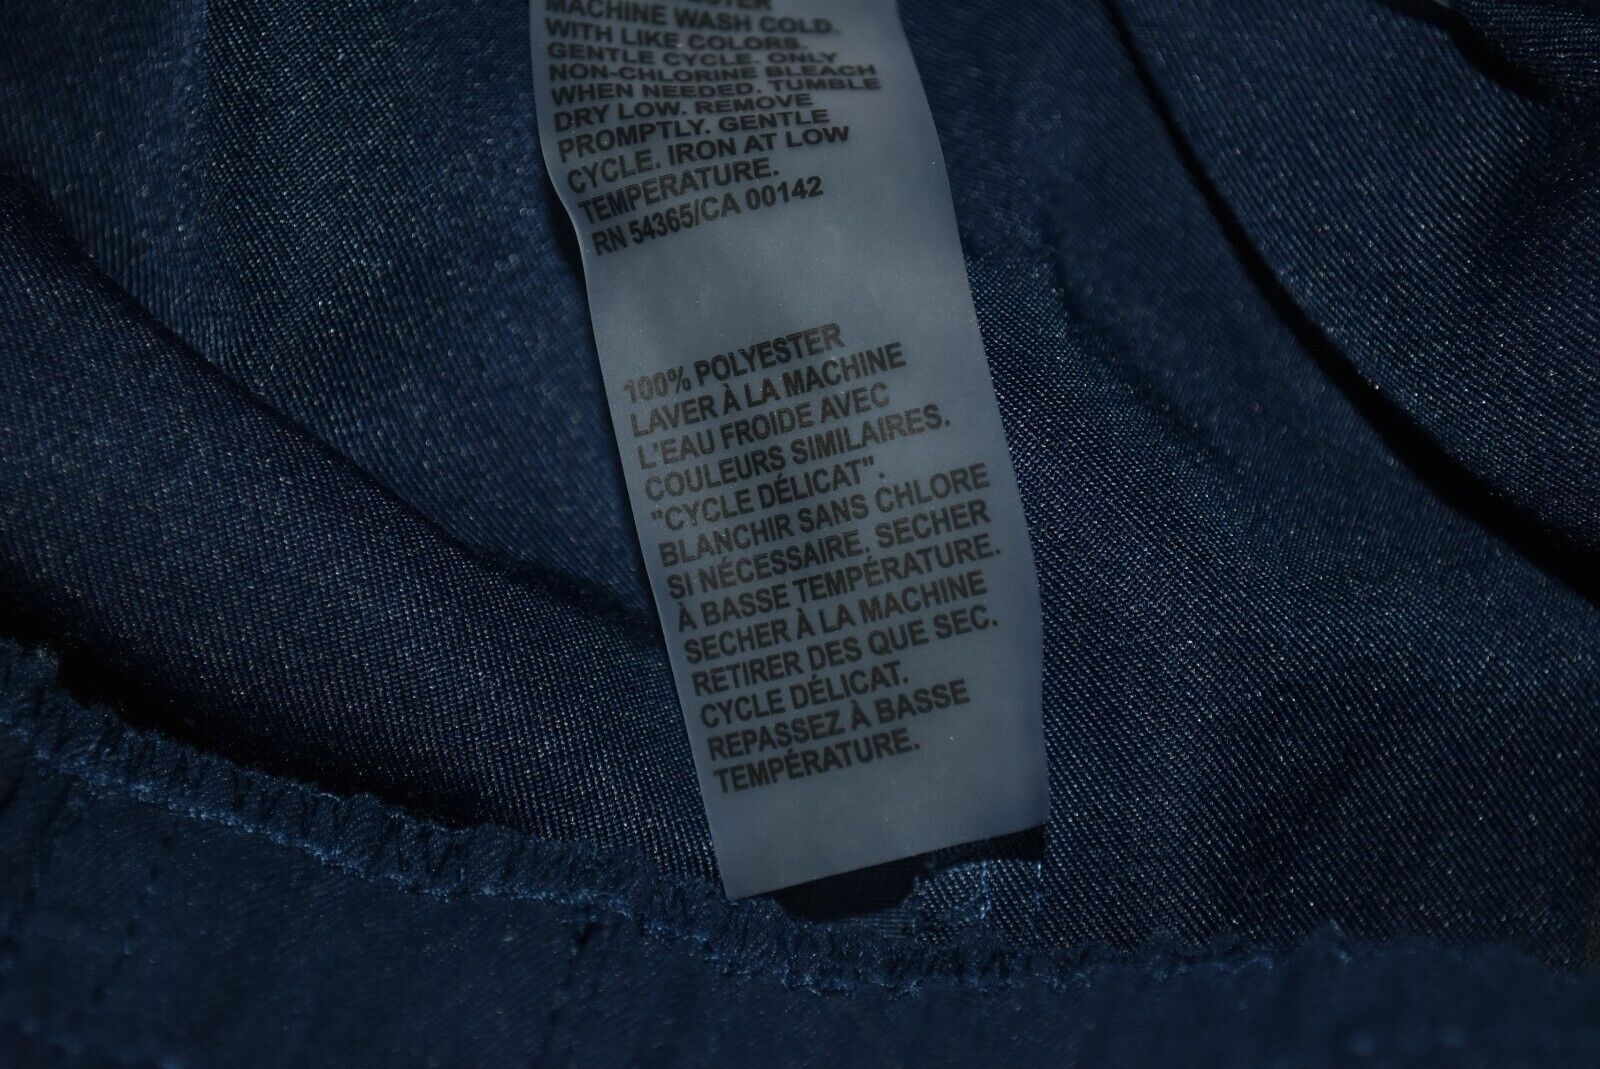 MACHINE WASH COLD.
WITH LIKE COLORS.
GENTLE CYCLE. ONLY
NON-CHLORINE BLEACH
WHEN NEEDED. TUMBLE
DRY LOW. REMOVE
PROMPTLY. GENTLE
CYCLE. IRON AT LOW
TEMPERATURE.
RN 54365/CA 00142
100% POLYESTER
LAVER À LA MACHINE
L'EAU FROIDE AVEC
COULEURS SIMILAIRES.
"CYCLE DÉLICAT".
BLANCHIR SANS CHLORE
SI NÉCESSAIRE. SECHER
À BASSE TEMPÉRATURE.
SECHER À LA MACHINE
RETIRER DES QUE SEC.
CYCLE DÉLICAT.
REPASSEZ À BASSE
TEMPÉRATURE.